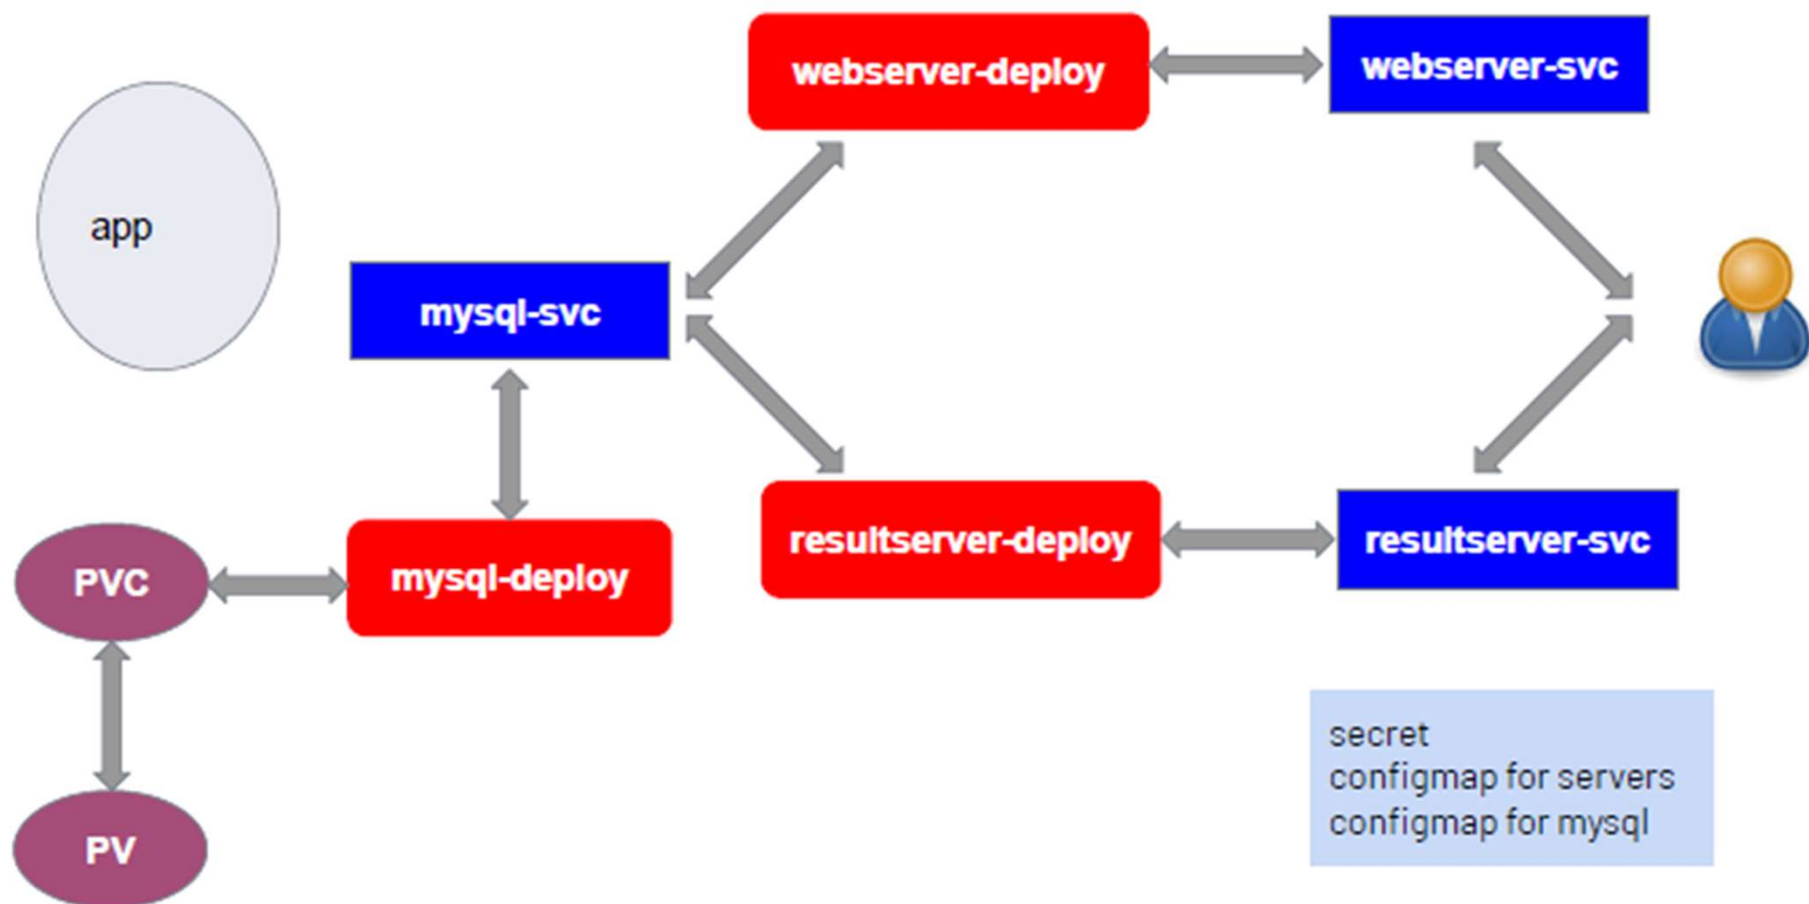 webserver-deploy
webserver-svc
app
mysql-svc
PVC
mysql-deploy
resultserver-deploy
resultserver-svc
secret
configmap for servers
configmap for mysql
PV